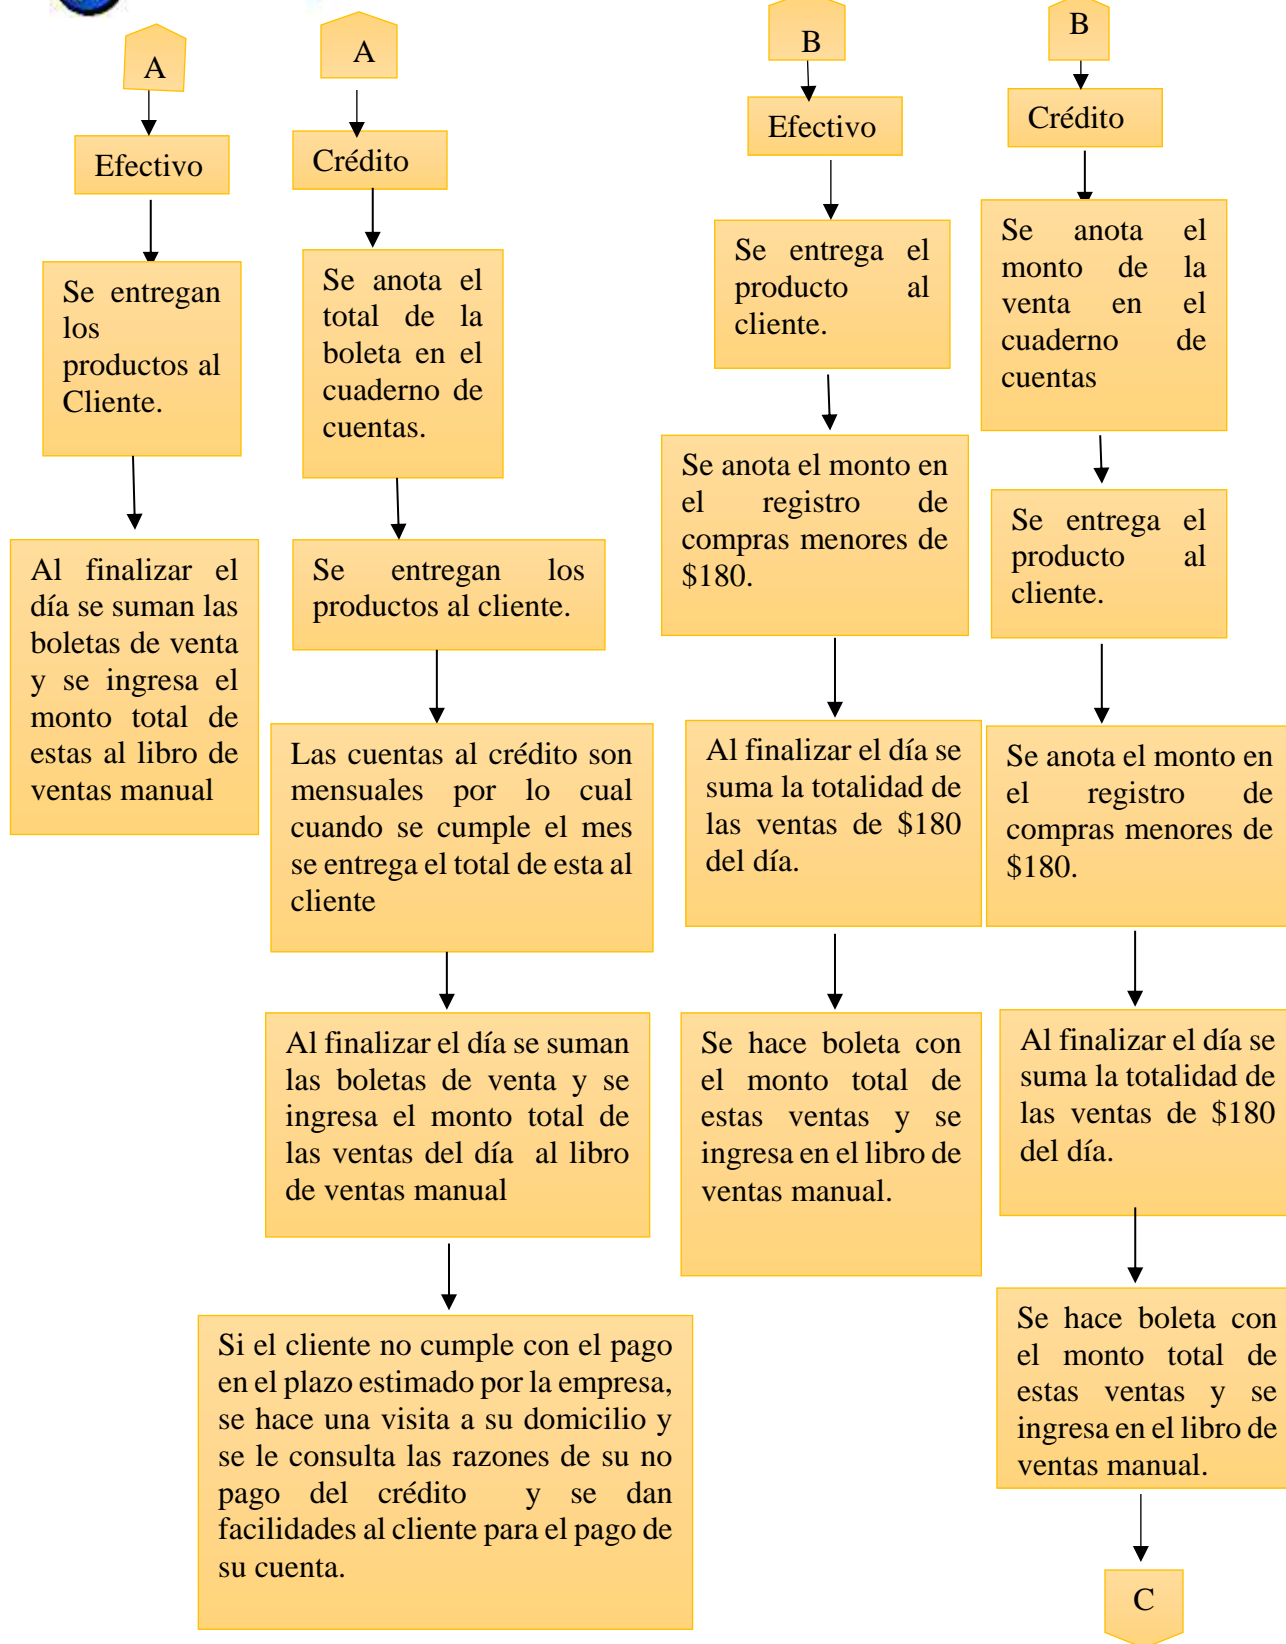 A
Efectivo
Se entregan
los
productos al
Cliente.
Al finalizar el
día se suman las
boletas de venta
y se ingresa el
monto total de
estas al libro de
ventas manual
A
Crédito
Se anota el
total de la
boleta en el
cuaderno de
cuentas.
Se entregan los
productos al cliente.
Las cuentas al crédito son
mensuales por lo cual
cuando se cumple el mes
se entrega el total de esta al
cliente
Al finalizar el día se suman
las boletas de venta y se
ingresa el monto total de
las ventas del día al libro
de ventas manual
Si el cliente no cumple con el pago
en el plazo estimado por la empresa,
se hace una visita a su domicilio y
se le consulta las razones de su no
pago del crédito y se dan
facilidades al cliente para el pago de
su cuenta.
B
Efectivo
Se entrega el
producto al
cliente.
Se anota el monto en
el registro de
compras menores de
$180.
Al finalizar el día se
suma la totalidad de
las ventas de $180
del día.
Se hace boleta con
el monto total de
estas ventas y se
ingresa en el libro de
ventas manual.
B
Crédito
Se anota el
monto de la
venta en el
cuaderno de
cuentas
Se entrega el
producto al
cliente.
Se anota el monto en
el registro de
compras menores de
$180.
Al finalizar el día se
suma la totalidad de
las ventas de $180
del día.
Se hace boleta con
el monto total de
estas ventas y se
ingresa en el libro de
ventas manual.
C